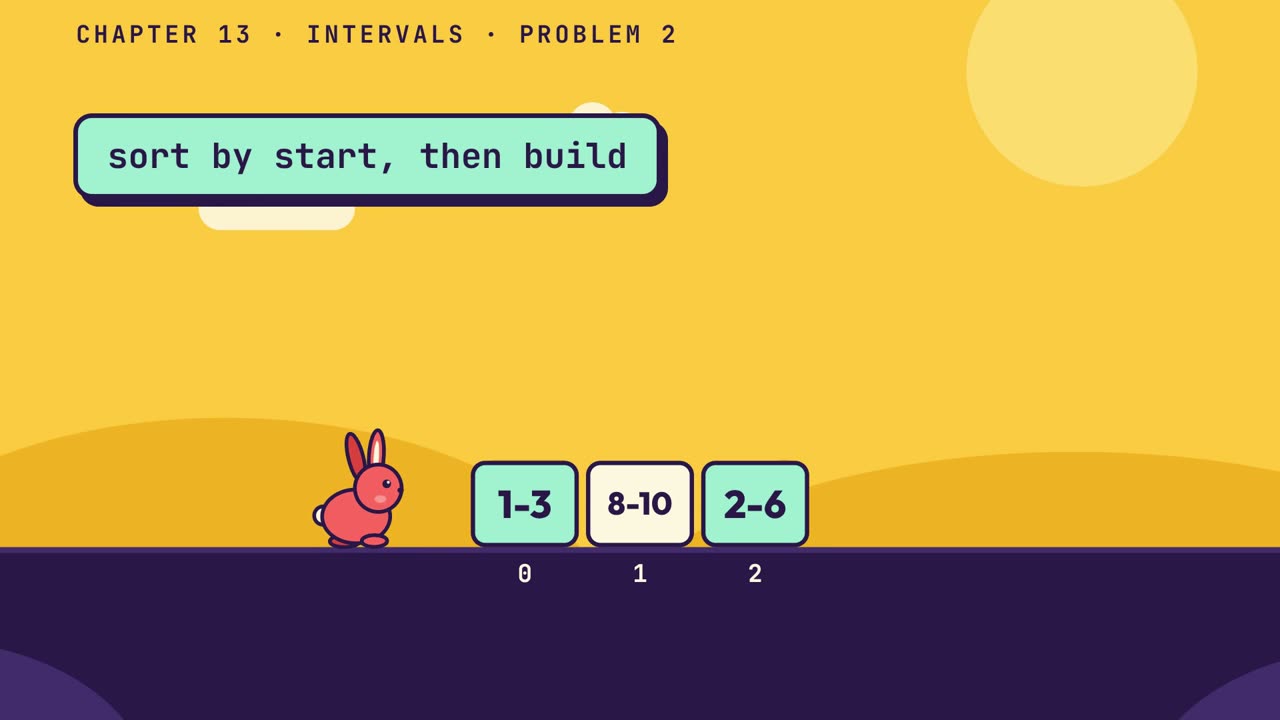 CHAPTER 13 · INTERVALS · PROBLEM 2
sort by start, then build
1-3 8-10 2-6
0 1 2